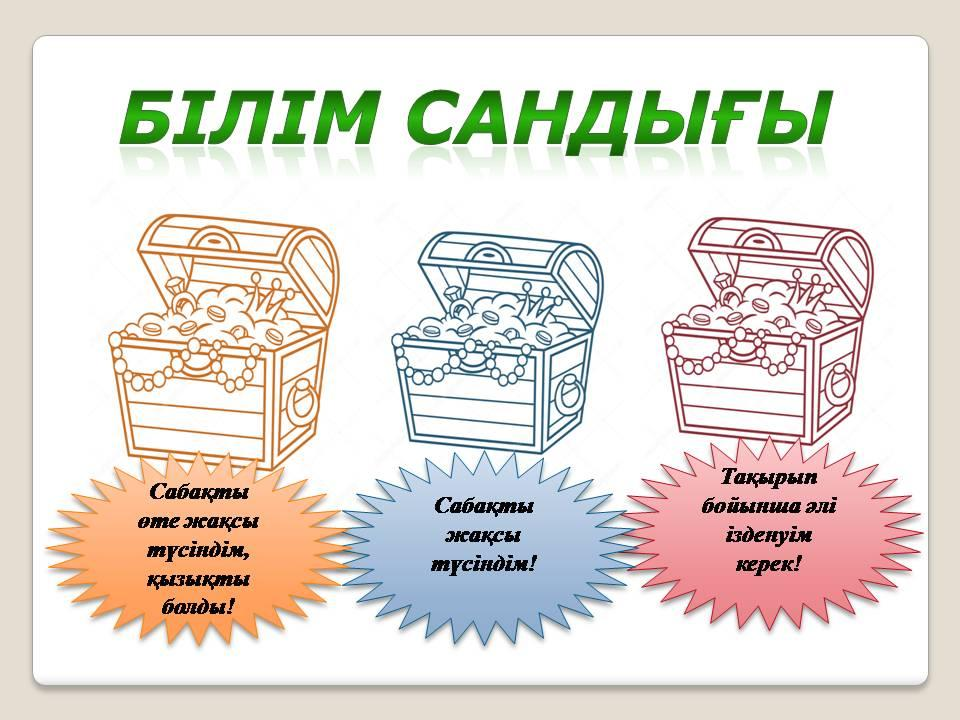 БІЛІМ САНДЫҒЫ
Сабақты
өте жақсы
түсіндім,
қызықты
болды!
Сабақты
жақсы
түсіндім!
Тақырып
бойынша әлі
ізденуім
керек!